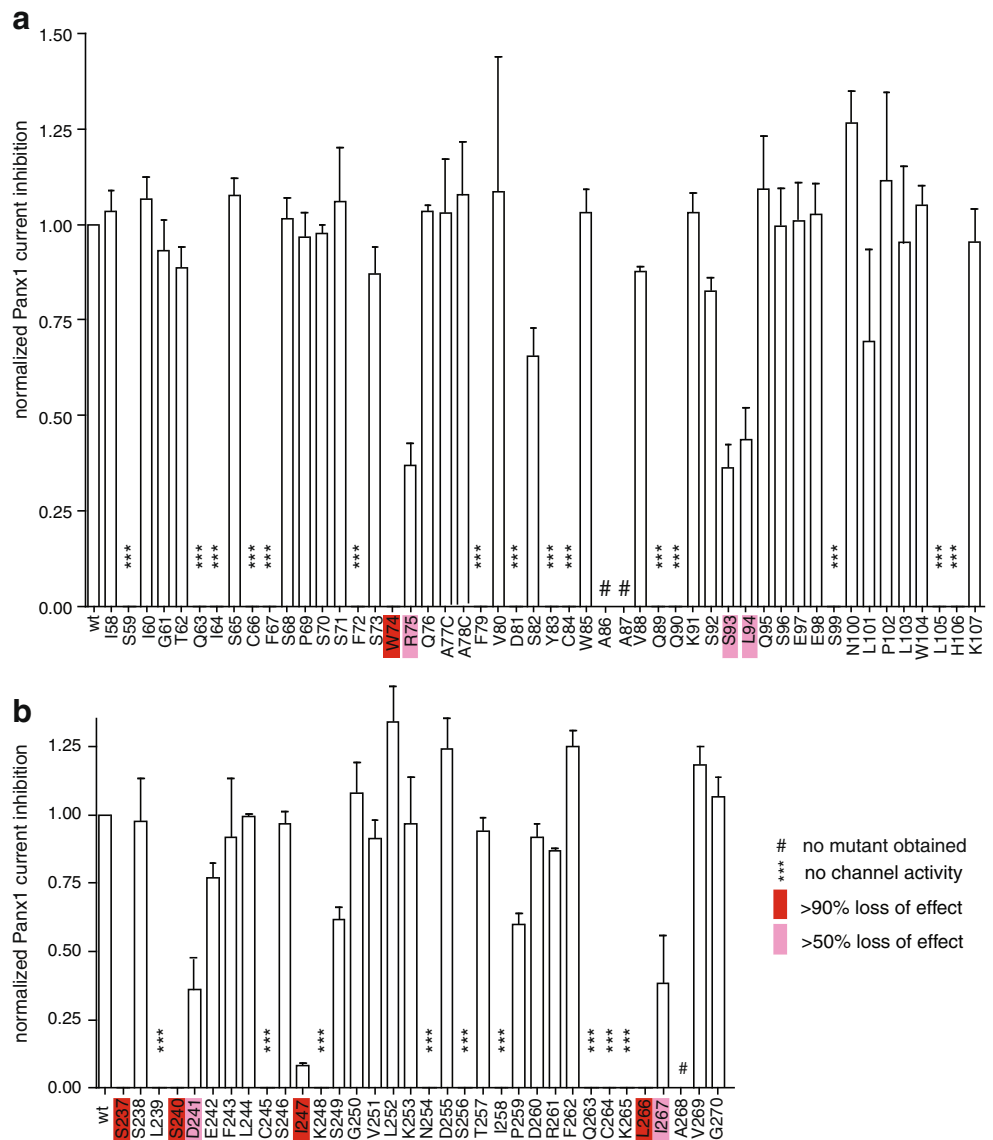 a
normalized Panx1 current inhibition
1.50
1.25
1.00
0.75
0.50
0.25
0.00
*** *** *** *** *** *** *** *** *** *** # # *** *** *** *** ***
wt I58 S59 I60 G61 T62 Q63 I64 S65 C66 F67 S68 P69 S70 S71 F72 S73 W74 R75 Q76 A77C A78C F79 V80 D81 S82 Y83 C84 W85 A86 A87 V88 Q89 Q90 K91 S92 S93 L94 Q95 S96 E97 E98 S99 N100 L101 P102 L103 W104 L105 H106 K107
b
normalized Panx1 current inhibition
1.25
1.00
0.75
0.50
0.25
0.00
*** *** *** *** *** *** *** *** *** #
wt S237 S238 L239 S240 D241 E242 F243 L244 C245 S246 I247 K248 S249 G250 V251 L252 K253 N254 D255 S256 T257 I258 P259 D260 R261 F262 Q263 C264 K265 L266 I267 A268 V269 G270
# no mutant obtained
*** no channel activity
>90% loss of effect
>50% loss of effect